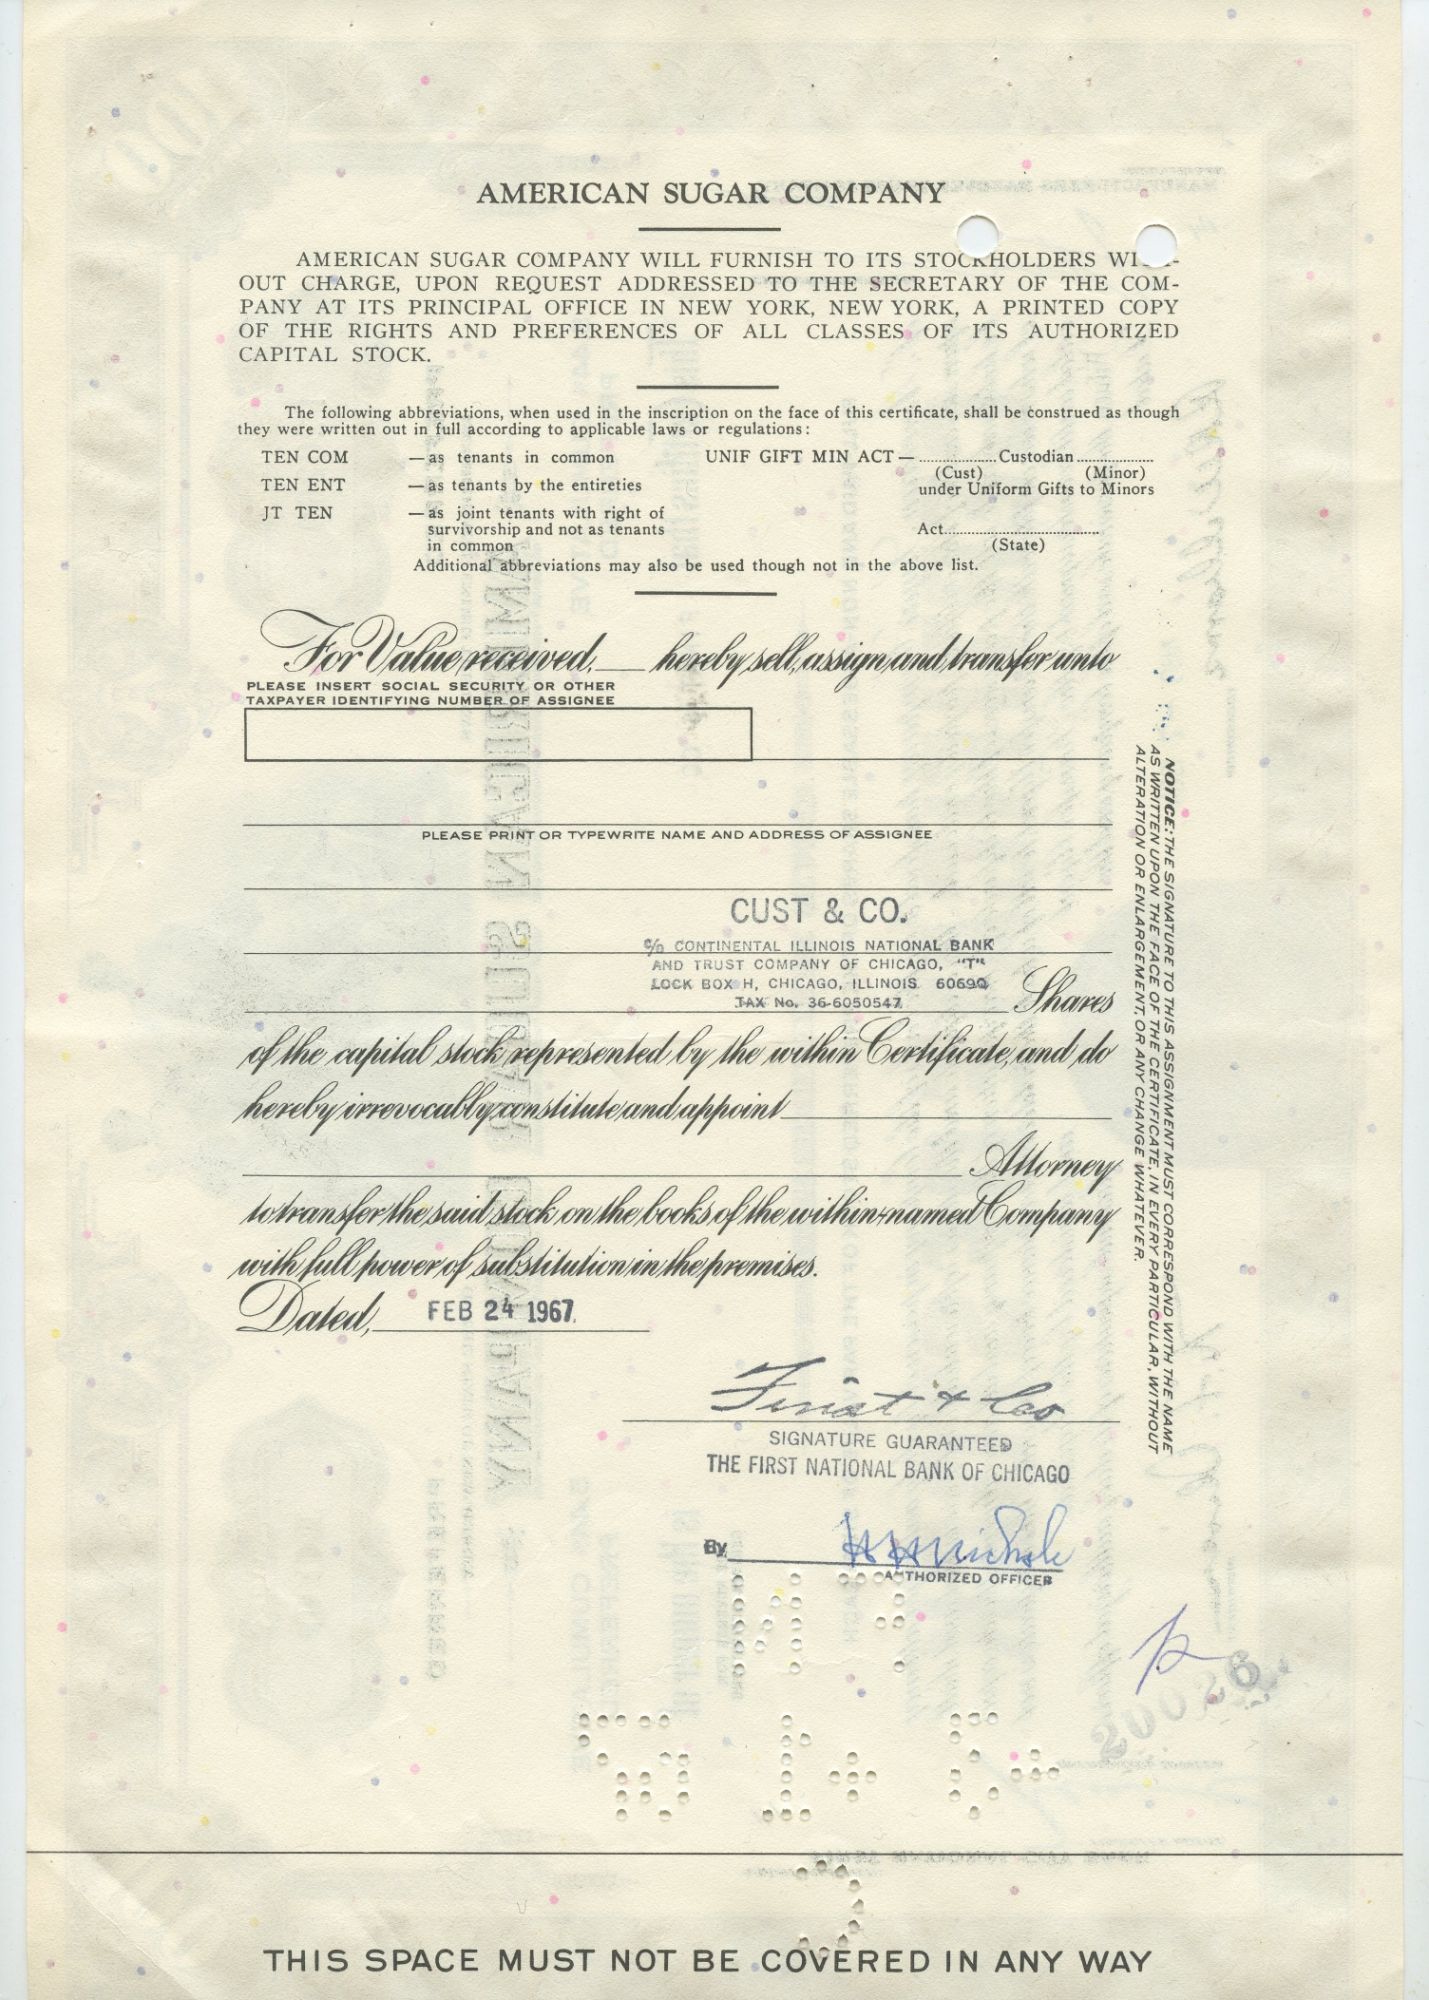 AMERICAN SUGAR COMPANY
AMERICAN SUGAR COMPANY WILL FURNISH TO ITS STOCKHOLDERS WI -
OUT CHARGE, UPON REQUEST ADDRESSED TO THE SECRETARY OF THE COM-
PANY AT ITS PRINCIPAL OFFICE IN NEW YORK, NEW YORK, A PRINTED COPY
OF THE RIGHTS AND PREFERENCES OF ALL CLASSES OF ITS AUTHORIZED
CAPITAL STOCK.
The following abbreviations, when used in the inscription on the face of this certificate, shall be construed as though
they were written out in full according to applicable laws or regulations:
TEN COM — as tenants in common UNIF GIFT MIN ACT — ..................Custodian..................
(Cust) (Minor)
TEN ENT — as tenants by the entireties under Uniform Gifts to Minors
JT TEN — as joint tenants with right of
survivorship and not as tenants Act....................................
in common (State)
Additional abbreviations may also be used though not in the above list.
For Value received, ___ hereby sell, assign and transfer unto
PLEASE INSERT SOCIAL SECURITY OR OTHER
TAXPAYER IDENTIFYING NUMBER OF ASSIGNEE
PLEASE PRINT OR TYPEWRITE NAME AND ADDRESS OF ASSIGNEE
CUST & CO.
c/o CONTINENTAL ILLINOIS NATIONAL BANK
AND TRUST COMPANY OF CHICAGO, "T"
LOCK BOX H, CHICAGO, ILLINOIS 60690
TAX No. 36-6050547
Shares
of the capital stock represented by the within Certificate, and do
hereby irrevocably constitute and appoint
Attorney
to transfer the said stock on the books of the within-named Company
with full power of substitution in the premises.
Dated, FEB 24 1967
NOTICE: THE SIGNATURE TO THIS ASSIGNMENT MUST CORRESPOND WITH THE NAME
AS WRITTEN UPON THE FACE OF THE CERTIFICATE, IN EVERY PARTICULAR, WITHOUT
ALTERATION OR ENLARGEMENT, OR ANY CHANGE WHATEVER.
& Co
SIGNATURE GUARANTEED
THE FIRST NATIONAL BANK OF CHICAGO
By
AUTHORIZED OFFICER
20026
THIS SPACE MUST NOT BE COVERED IN ANY WAY